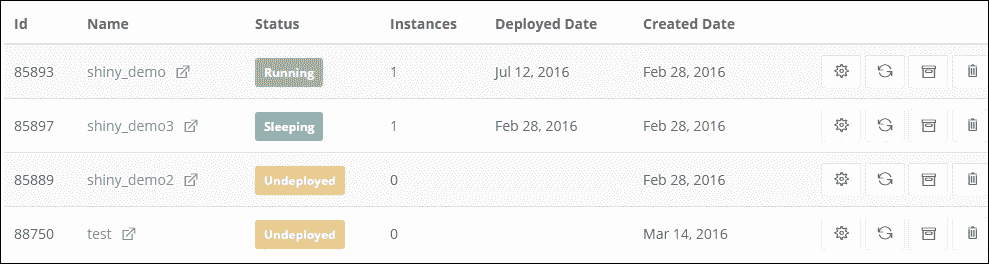 Id Name Status Instances Deployed Date Created Date
85893 shiny_demo Running 1 Jul 12, 2016 Feb 28, 2016
85897 shiny_demo3 Sleeping 1 Feb 28, 2016 Feb 28, 2016
85889 shiny_demo2 Undeployed 0 Feb 28, 2016
88750 test Undeployed 0 Mar 14, 2016